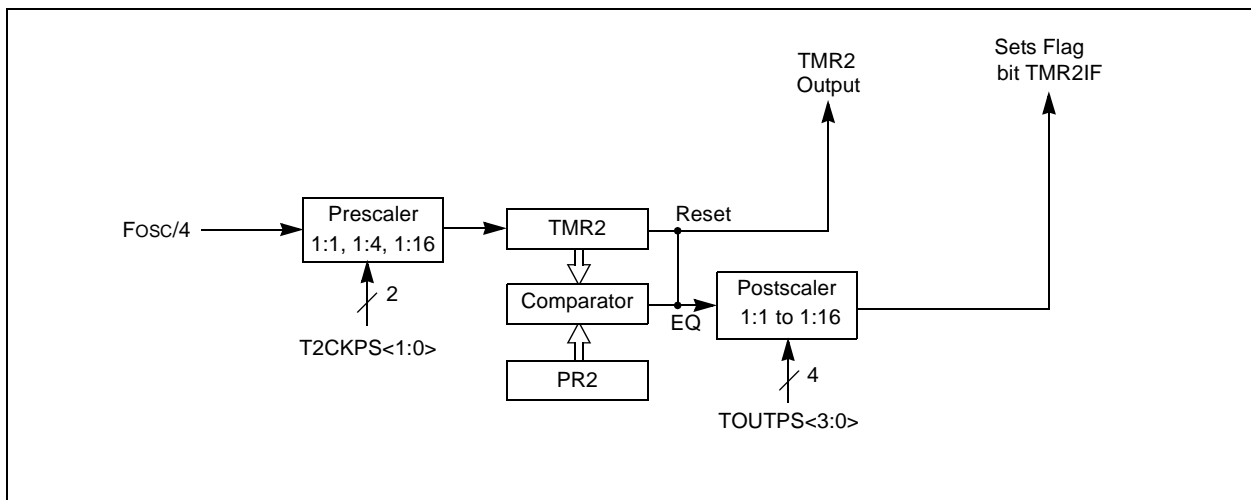 TMR2
Output
Sets Flag
bit TMR2IF
Fosc/4
Prescaler
1:1, 1:4, 1:16
2
T2CKPS<1:0>
TMR2
Reset
Comparator
EQ
PR2
Postscaler
1:1 to 1:16
4
TOUTPS<3:0>